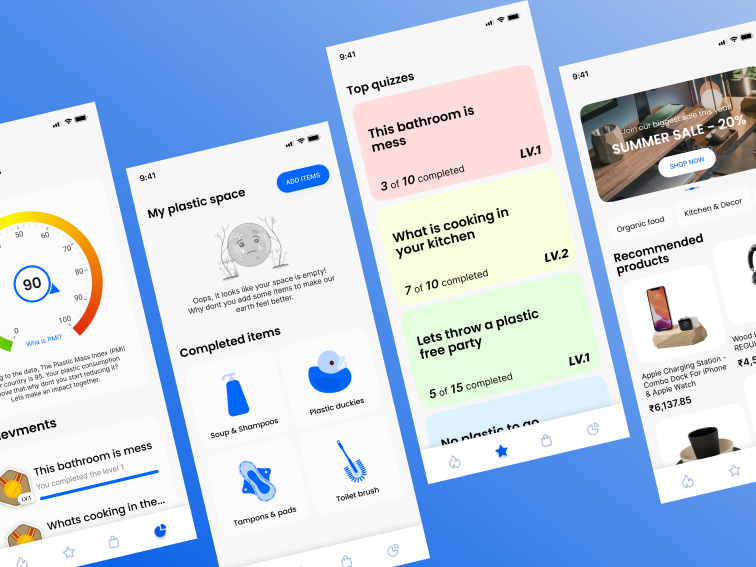 50
60
70
80
90
100
0
90
Wha is PMI?
ng to the data, The Plastic Mass Index (PMI)
r country is 95. Your plastic consumption
ove that.why dont you start reducing it?
Lets make an impact together.
evments
This bathroom is mess
You completed the level 1
LV.1
Whats cooking in the...
9:41
My plastic space
ADD ITEMS
Oops, it looks like your space is empty!
Why dont you add some items to make our
earth feel better.
Completed items
Soup & Shampoos
Plastic duckies
Tampons & pads
Toilet brush
9:41
Top quizzes
This bathroom is
mess
3 of 10 completed
LV.1
What is cooking in
your kitchen
7 of 10 completed
LV.2
Lets throw a plastic
free party
5 of 15 completed
LV.1
No plastic to go
9:41
Join our biggest sale this year!
SUMMER SALE - 20%
SHOP NOW
Organic food
Kitchen & Decor
Recommended
products
Apple Charging Station -
Combo Dock For iPhone
& Apple Watch
₹6,137.85
Wood
REGU
₹4,5